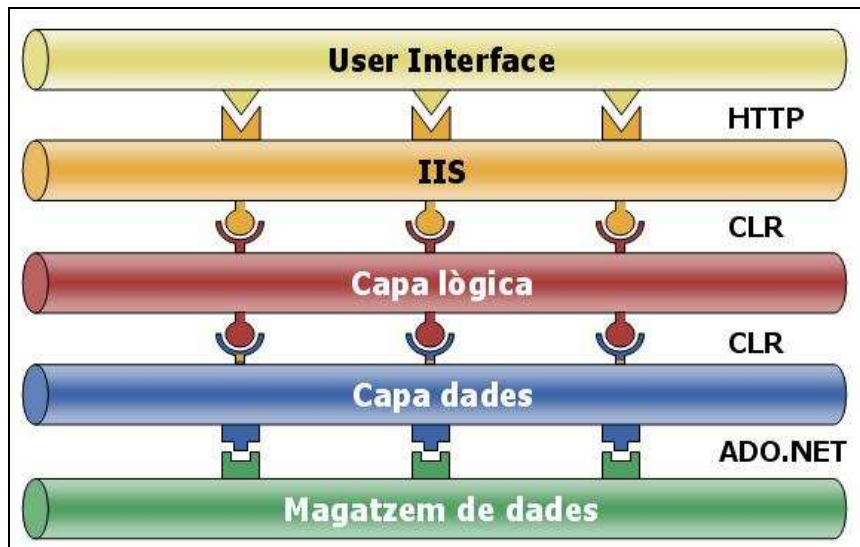 User Interface
HTTP
IIS
CLR
Capa lògica
CLR
Capa dades
ADO.NET
Magatzem de dades